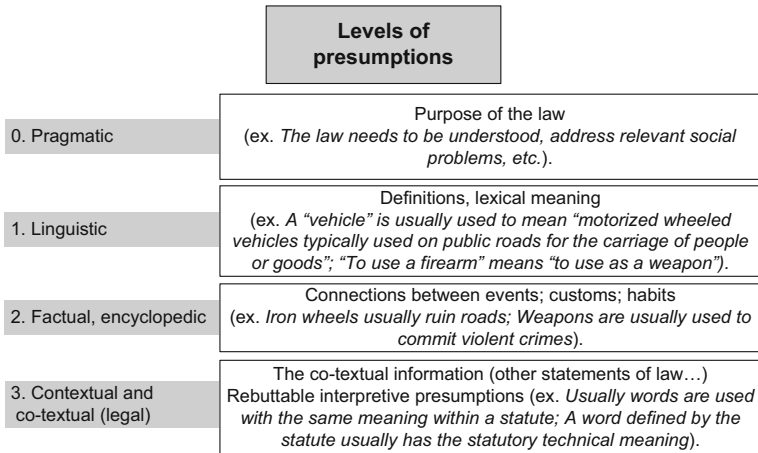 Levels of
presumptions
0. Pragmatic
Purpose of the law
(ex. The law needs to be understood, address relevant social
problems, etc.).
1. Linguistic
Definitions, lexical meaning
(ex. A “vehicle” is usually used to mean “motorized wheeled
vehicles typically used on public roads for the carriage of people
or goods”; “To use a firearm” means “to use as a weapon”).
2. Factual, encyclopedic
Connections between events; customs; habits
(ex. Iron wheels usually ruin roads; Weapons are usually used to
commit violent crimes).
3. Contextual and
co-textual (legal)
The co-textual information (other statements of law…)
Rebuttable interpretive presumptions (ex. Usually words are used
with the same meaning within a statute; A word defined by the
statute usually has the statutory technical meaning).